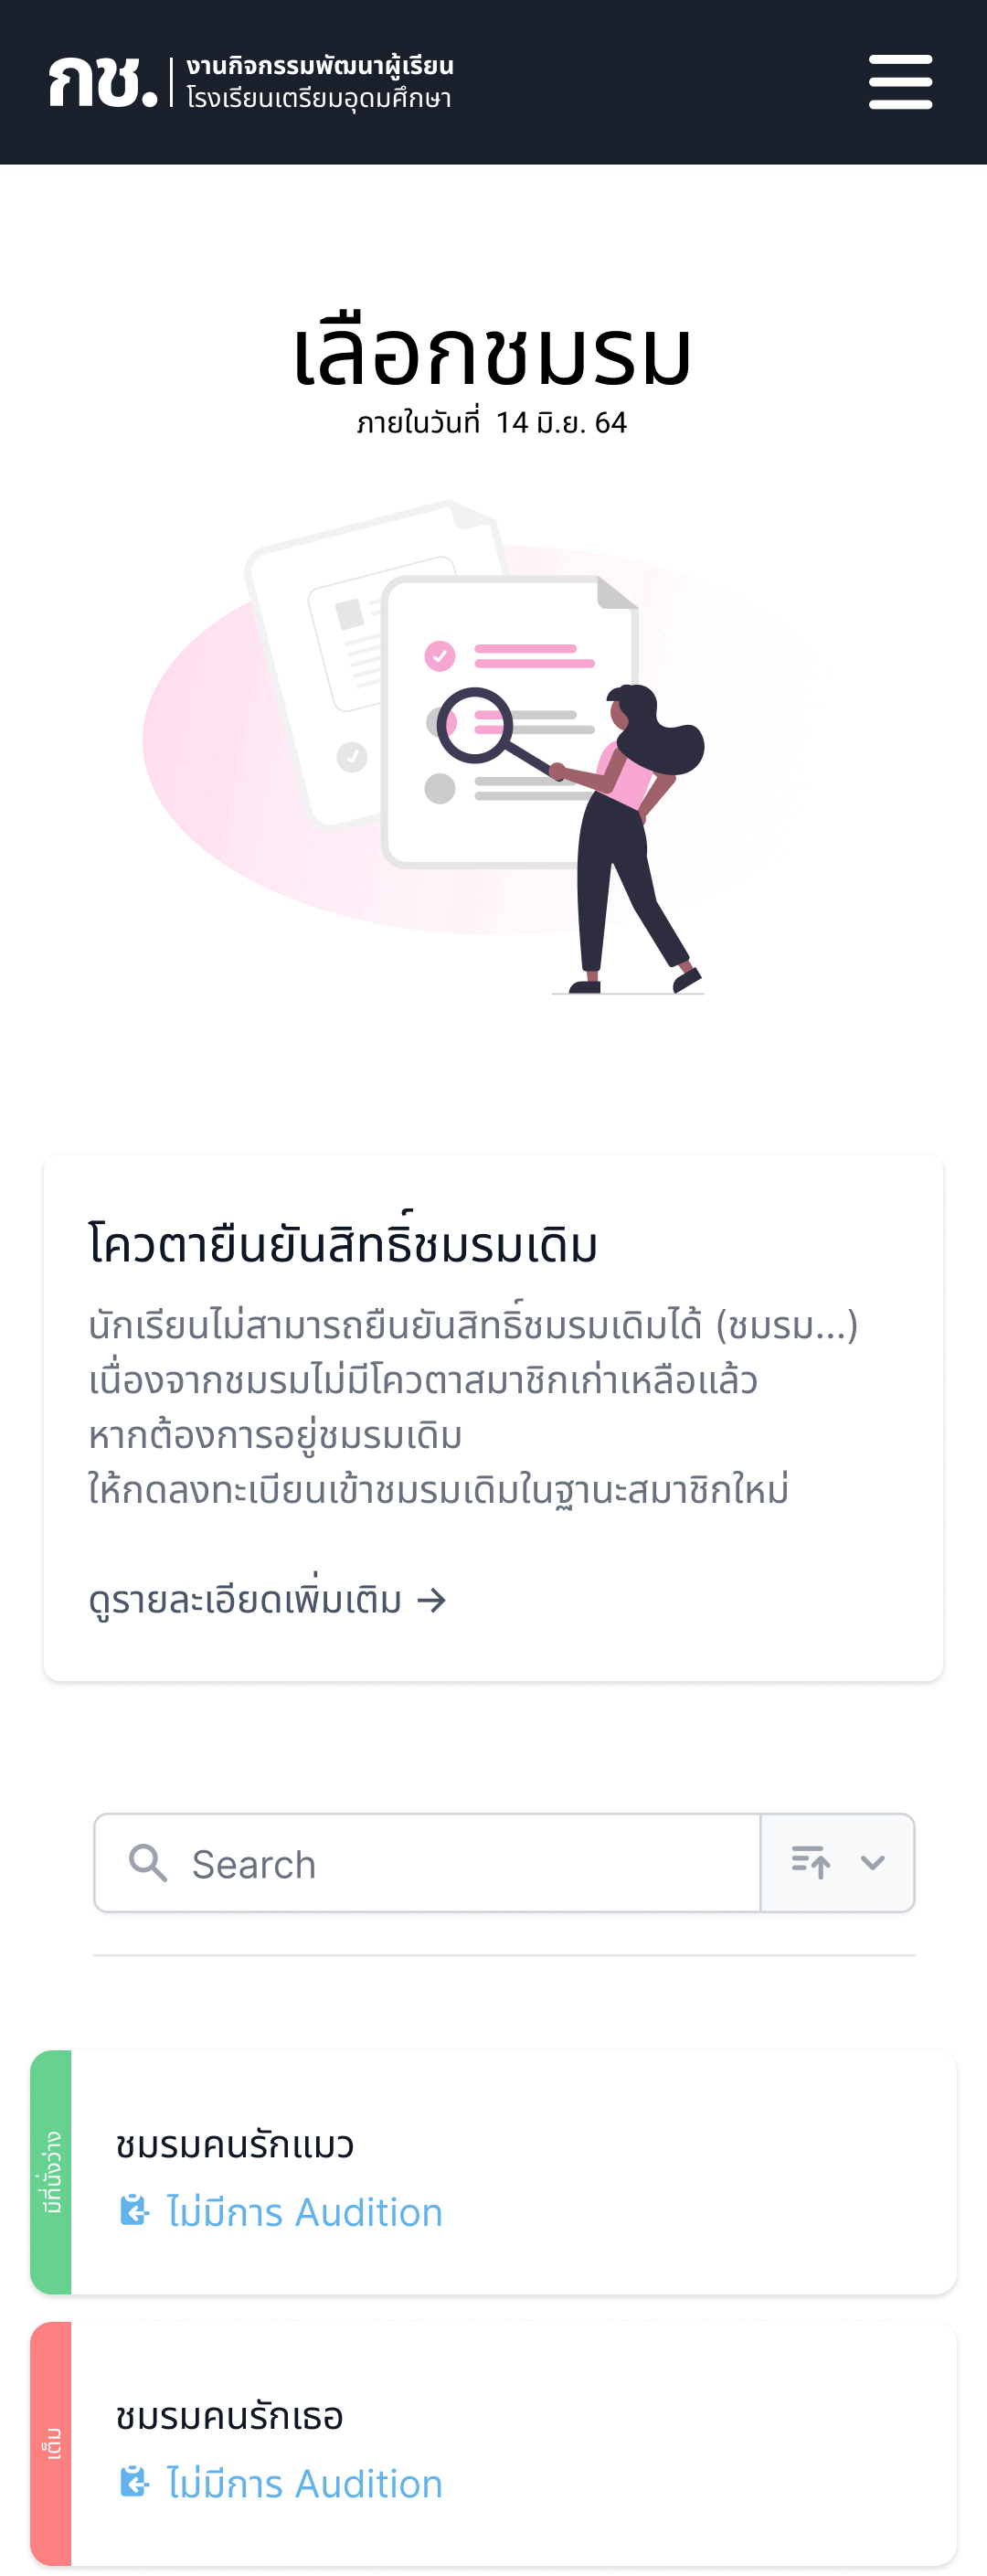 กช.
งานกิจกรรมพัฒนาผู้เรียน
โรงเรียนเตรียมอุดมศึกษา
เลือกชมรม
ภายในวันที่ 14 มิ.ย. 64
โควตายืนยันสิทธิ์ชมรมเดิม
นักเรียนไม่สามารถยืนยันสิทธิ์ชมรมเดิมได้ (ชมรม...)
เนื่องจากชมรมไม่มีโควตาสมาชิกเก่าเหลือแล้ว
หากต้องการอยู่ชมรมเดิม
ให้กดลงทะเบียนเข้าชมรมเดิมในฐานะสมาชิกใหม่
ดูรายละเอียดเพิ่มเติม →
Search
มีที่นั่งว่าง
ชมรมคนรักแมว
ไม่มีการ Audition
เต็ม
ชมรมคนรักเธอ
ไม่มีการ Audition